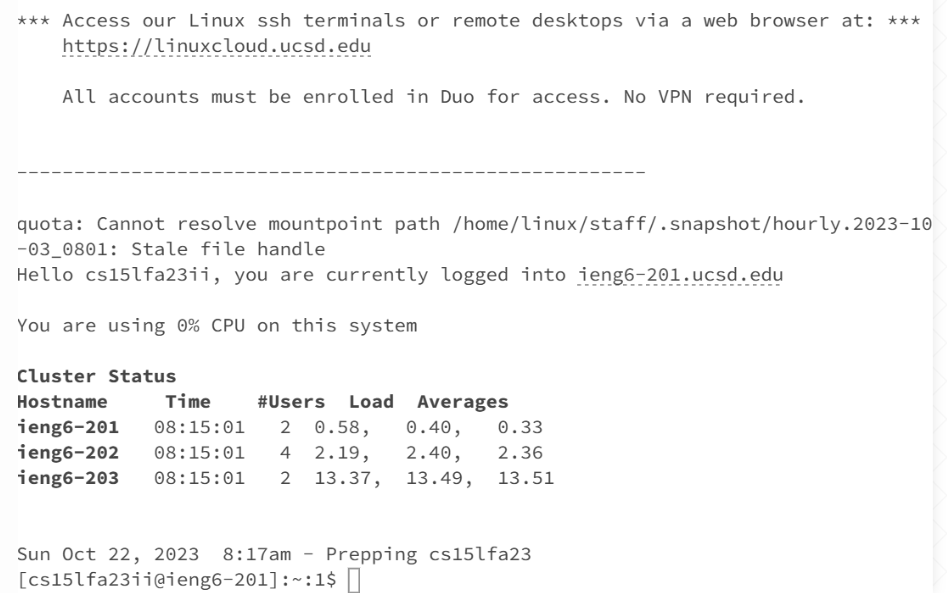 *** Access our Linux ssh terminals or remote desktops via a web browser at: ***
https://linuxcloud.ucsd.edu
All accounts must be enrolled in Duo for access. No VPN required.
-------------------------------------------------------
quota: Cannot resolve mountpoint path /home/linux/staff/.snapshot/hourly.2023-10
-03_0801: Stale file handle
Hello cs15lfa23ii, you are currently logged into ieng6-201.ucsd.edu
You are using 0% CPU on this system
Cluster Status
Hostname     Time    #Users  Load  Averages
ieng6-201   08:15:01   2  0.58,  0.40,   0.33
ieng6-202   08:15:01   4  2.19,  2.40,   2.36
ieng6-203   08:15:01   2  13.37,  13.49,  13.51
Sun Oct 22, 2023  8:17am - Prepping cs15lfa23
[cs15lfa23ii@ieng6-201]:~:1$